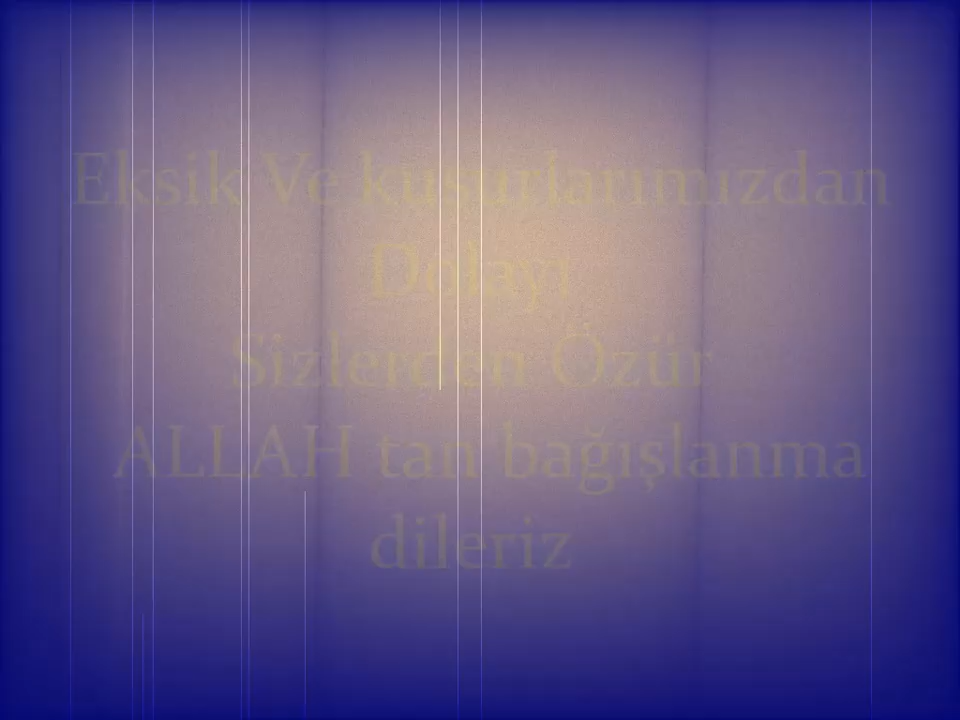 Eksik Ve kusurlarımızdan
Dolayı
Sizlerden Özür
ALLAH tan bağışlanma
dileriz